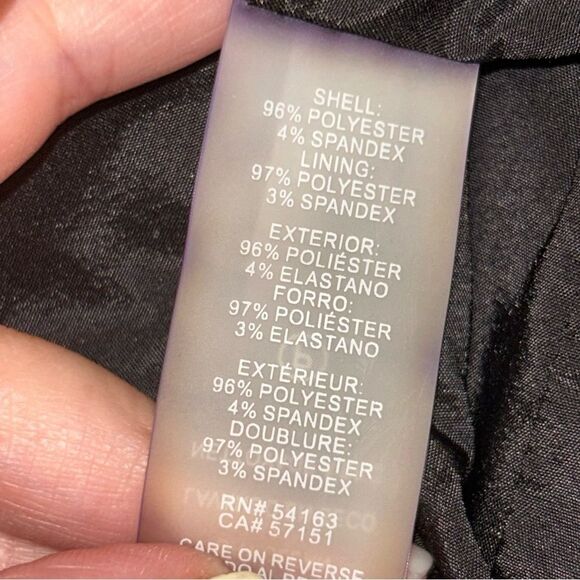 SHELL:
96% POLYESTER
4% SPANDEX
LINING:
97% POLYESTER
3% SPANDEX
EXTERIOR:
96% POLIÉSTER
4% ELASTANO
FORRO:
97% POLIÉSTER
3% ELASTANO
EXTÉRIEUR:
96% POLYESTER
4% SPANDEX
DOUBLURE:
97% POLYESTER
3% SPANDEX
RN# 54163
CA# 57151
CARE ON REVERSE